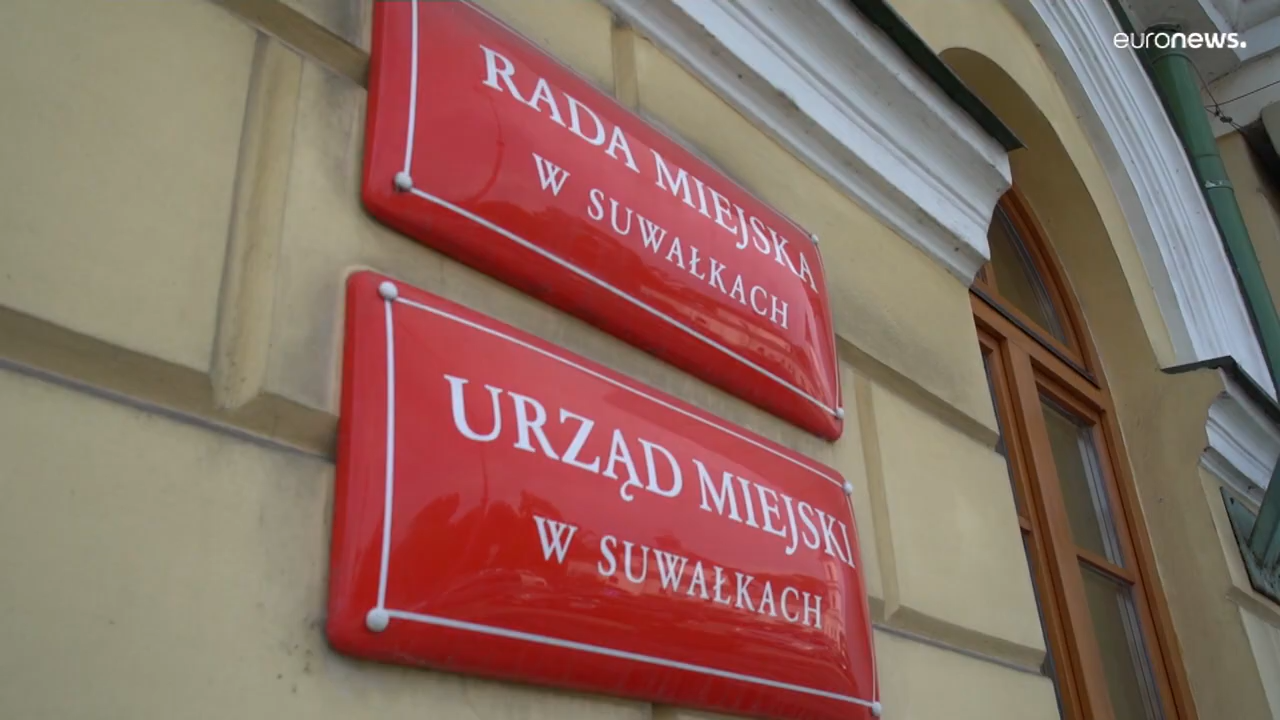 euronews.
RADA MIEJSKA
W SUWAŁKACH
URZĄD MIEJSKI
W SUWAŁKACH